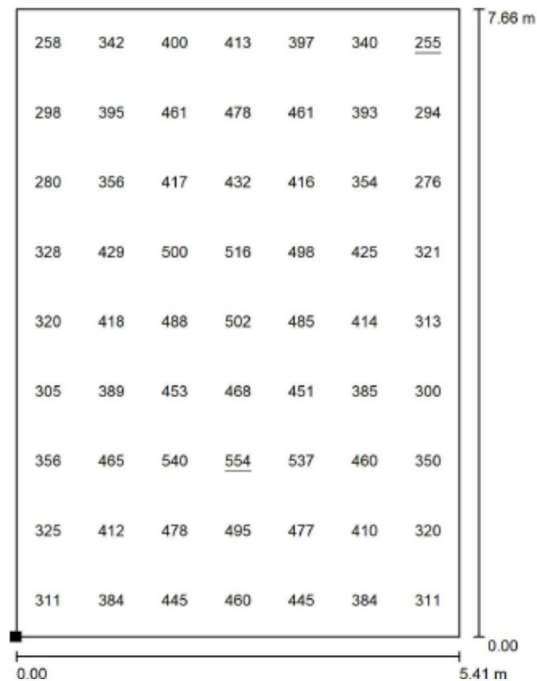 7.66 m
258 342 400 413 397 340 255
298 395 461 478 461 393 294
280 356 417 432 416 354 276
328 429 500 516 498 425 321
320 418 488 502 485 414 313
305 389 453 468 451 385 300
356 465 540 554 537 460 350
325 412 478 495 477 410 320
311 384 445 460 445 384 311
0.00
0.00 5.41 m